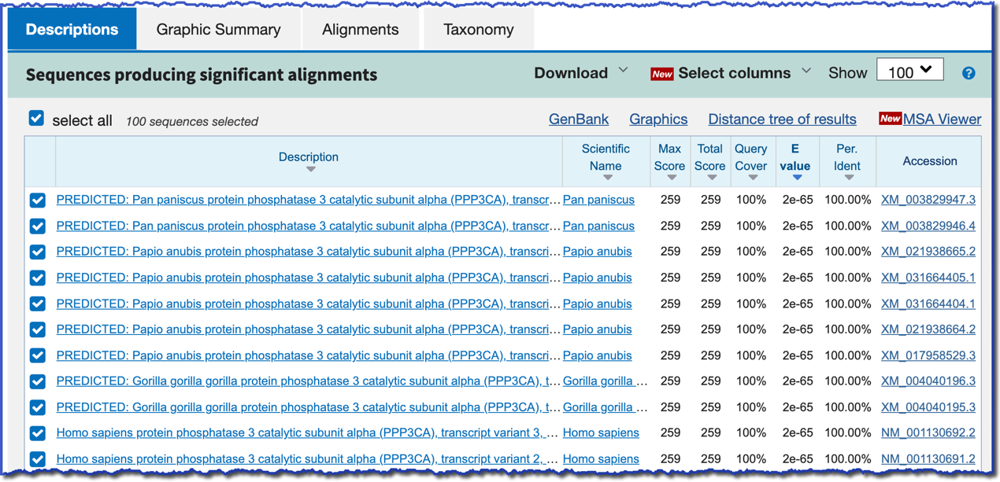 Descriptions Graphic Summary Alignments Taxonomy
Sequences producing significant alignments Download New Select columns Show 100 ?
select all 100 sequences selected GenBank Graphics Distance tree of results New MSA Viewer
Description Scientific Name Max Score Total Score Query Cover E value Per. Ident Accession
PREDICTED: Pan paniscus protein phosphatase 3 catalytic subunit alpha (PPP3CA), transcr... Pan paniscus 259 259 100% 2e-65 100.00% XM_003829947.3
PREDICTED: Pan paniscus protein phosphatase 3 catalytic subunit alpha (PPP3CA), transcr... Pan paniscus 259 259 100% 2e-65 100.00% XM_003829946.4
PREDICTED: Papio anubis protein phosphatase 3 catalytic subunit alpha (PPP3CA), transcri... Papio anubis 259 259 100% 2e-65 100.00% XM_021938665.2
PREDICTED: Papio anubis protein phosphatase 3 catalytic subunit alpha (PPP3CA), transcri... Papio anubis 259 259 100% 2e-65 100.00% XM_031664405.1
PREDICTED: Papio anubis protein phosphatase 3 catalytic subunit alpha (PPP3CA), transcri... Papio anubis 259 259 100% 2e-65 100.00% XM_031664404.1
PREDICTED: Papio anubis protein phosphatase 3 catalytic subunit alpha (PPP3CA), transcri... Papio anubis 259 259 100% 2e-65 100.00% XM_021938664.2
PREDICTED: Papio anubis protein phosphatase 3 catalytic subunit alpha (PPP3CA), transcri... Papio anubis 259 259 100% 2e-65 100.00% XM_017958529.3
PREDICTED: Gorilla gorilla gorilla protein phosphatase 3 catalytic subunit alpha (PPP3CA), t... Gorilla gorilla ... 259 259 100% 2e-65 100.00% XM_004040196.3
PREDICTED: Gorilla gorilla gorilla protein phosphatase 3 catalytic subunit alpha (PPP3CA), t... Gorilla gorilla ... 259 259 100% 2e-65 100.00% XM_004040195.3
Homo sapiens protein phosphatase 3 catalytic subunit alpha (PPP3CA), transcript variant 3, ... Homo sapiens 259 259 100% 2e-65 100.00% NM_001130692.2
Homo sapiens protein phosphatase 3 catalytic subunit alpha (PPP3CA), transcript variant 2, ... Homo sapiens 259 259 100% 2e-65 100.00% NM_001130691.2